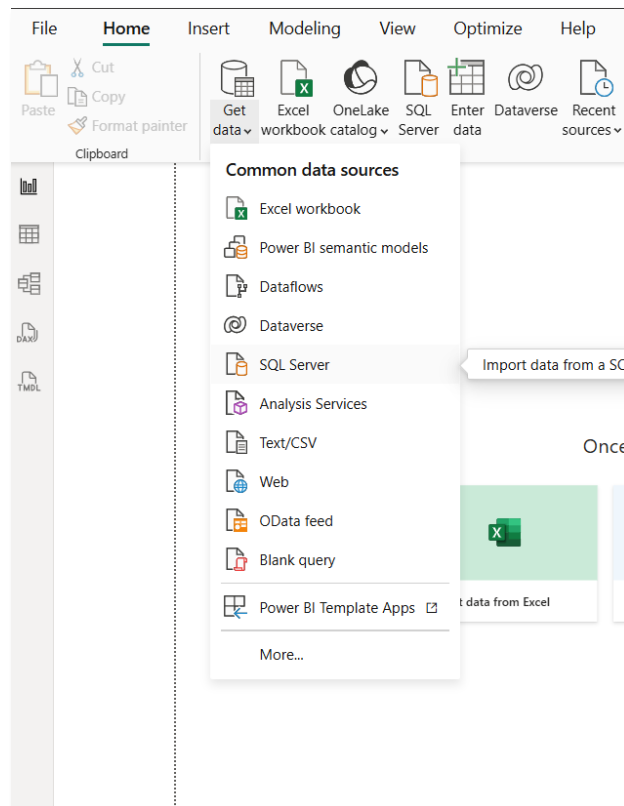 File Home Insert Modeling View Optimize Help
Paste
Cut
Copy
Format painter
Clipboard
Get data
Excel workbook
OneLake catalog
SQL Server
Enter data
Dataverse
Recent sources
Common data sources
Excel workbook
Power BI semantic models
Dataflows
Dataverse
SQL Server
Import data from a SQ
Analysis Services
Text/CSV
Web
OData feed
Blank query
Power BI Template Apps
More...
DAX
TMDL
Once
t data from Excel